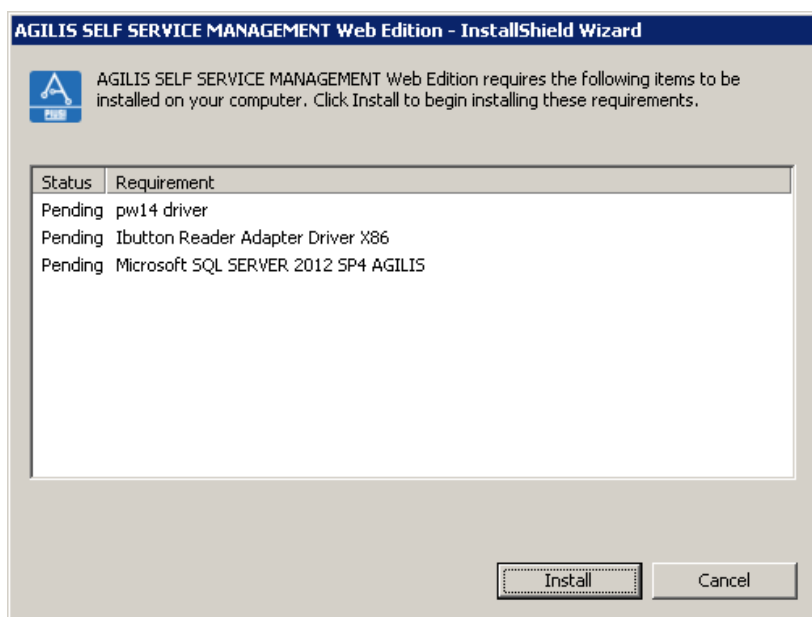 AGILIS SELF SERVICE MANAGEMENT Web Edition - InstallShield Wizard
AGILIS SELF SERVICE MANAGEMENT Web Edition requires the following items to be
installed on your computer. Click Install to begin installing these requirements.
Status Requirement
Pending pw14 driver
Pending Ibutton Reader Adapter Driver X86
Pending Microsoft SQL SERVER 2012 SP4 AGILIS
Install Cancel